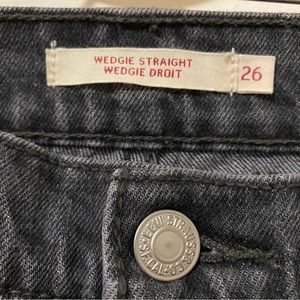 WEDGIE STRAIGHT
WEDGIE DROIT
26
LEVI STRAUSS & CO